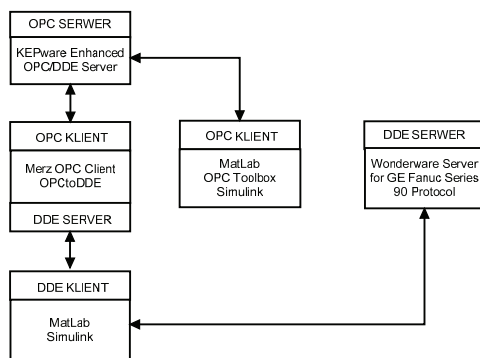 OPC SERWER
KEPware Enhanced
OPC/DDE Server
OPC KLIENT
Merz OPC Client
OPCtoDDE
DDE SERVER
OPC KLIENT
MatLab
OPC Toolbox
Simulink
DDE SERWER
Wonderware Server
for GE Fanuc Series
90 Protocol
DDE KLIENT
MatLab
Simulink